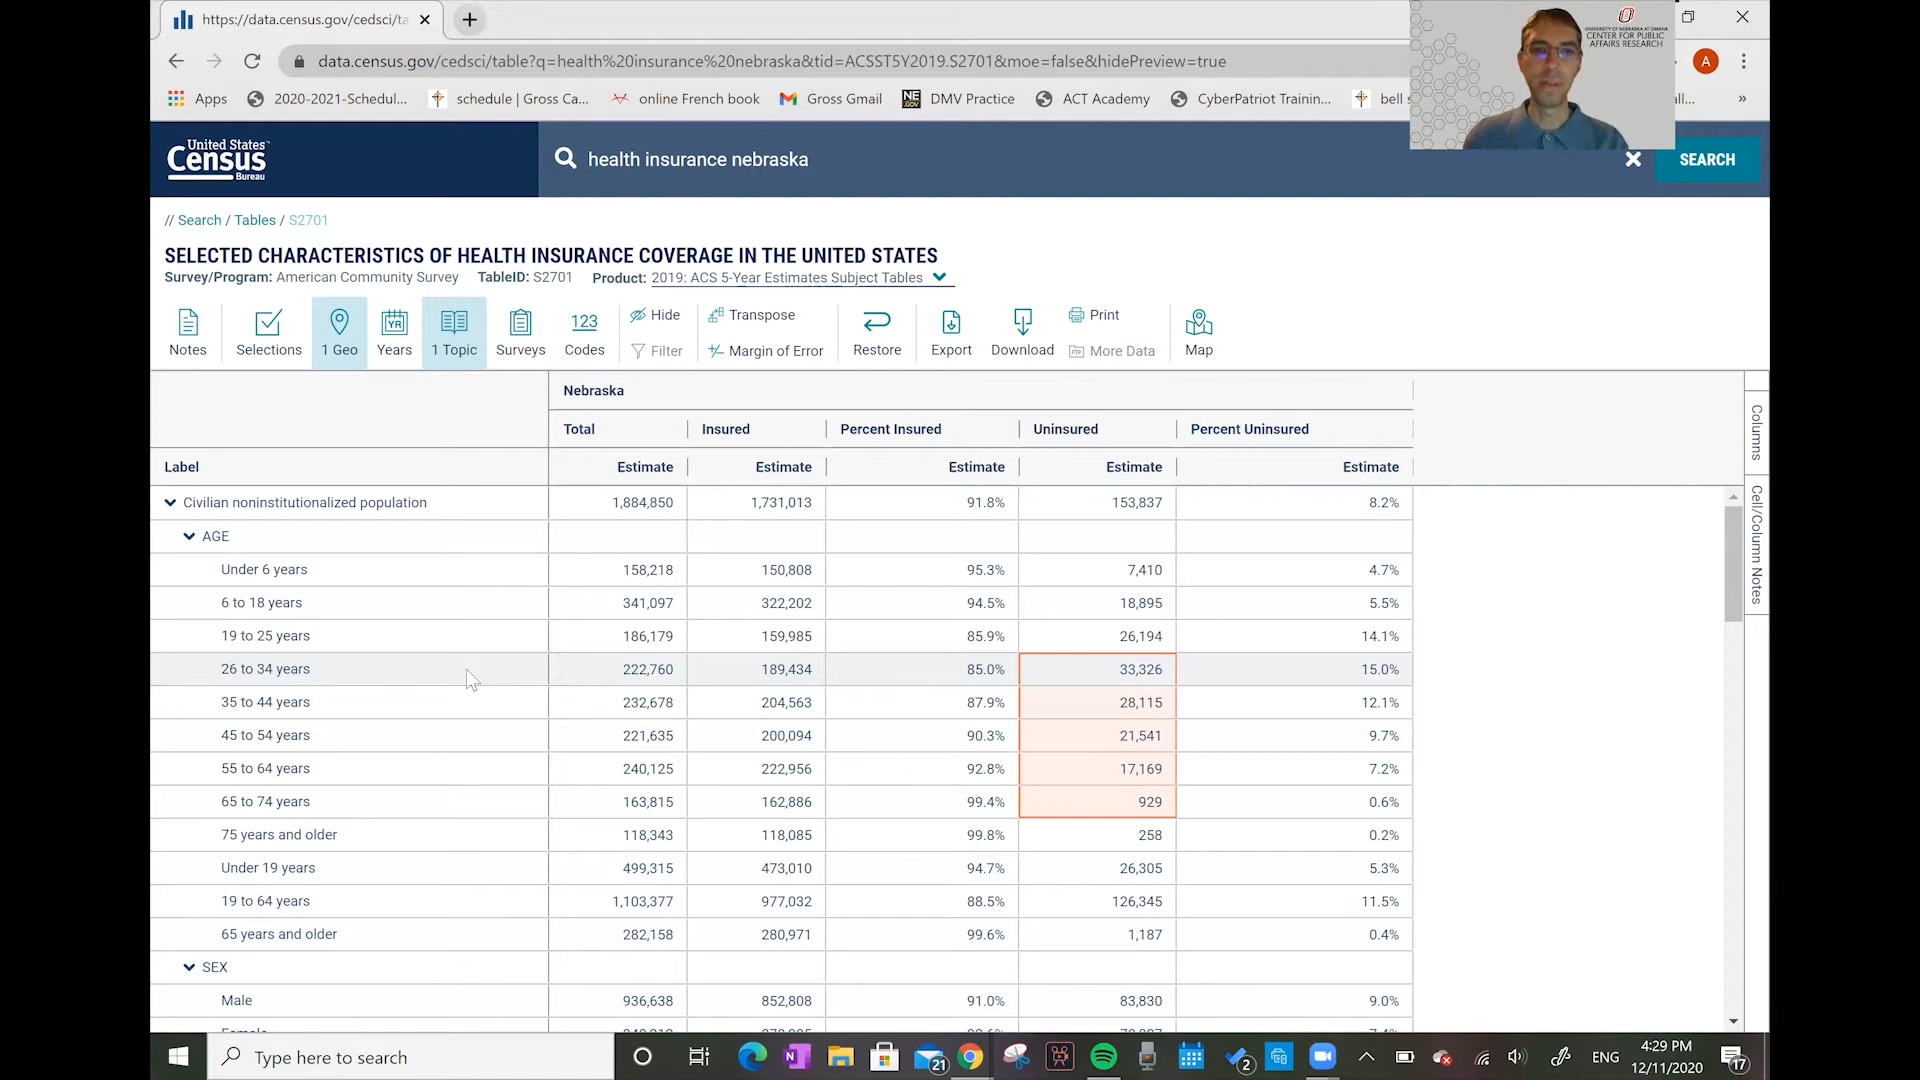 https://data.census.gov/cedsci/ta
UNIVERSITY OF NEBRASKA AT OMAHA
CENTER FOR PUBLIC
AFFAIRS RESEARCH
data.census.gov/cedsci/table?q=health%20insurance%20nebraska&tid=ACSST5Y2019.S2701&moe=false&hidePreview=true
A
Apps 2020-2021-Schedul... schedule | Gross Ca... online French book Gross Gmail DMV Practice ACT Academy CyberPatriot Trainin... bell s all... »
United States
Census
Bureau
health insurance nebraska
SEARCH
// Search / Tables / S2701
SELECTED CHARACTERISTICS OF HEALTH INSURANCE COVERAGE IN THE UNITED STATES
Survey/Program: American Community Survey TableID: S2701 Product: 2019: ACS 5-Year Estimates Subject Tables
Notes Selections 1 Geo YR Years 1 Topic Surveys 123 Codes Hide Filter Transpose Margin of Error Restore Export Download Print More Data Map
Nebraska
Total Insured Percent Insured Uninsured Percent Uninsured
Label Estimate Estimate Estimate Estimate Estimate
Civilian noninstitutionalized population 1,884,850 1,731,013 91.8% 153,837 8.2%
AGE
Under 6 years 158,218 150,808 95.3% 7,410 4.7%
6 to 18 years 341,097 322,202 94.5% 18,895 5.5%
19 to 25 years 186,179 159,985 85.9% 26,194 14.1%
26 to 34 years 222,760 189,434 85.0% 33,326 15.0%
35 to 44 years 232,678 204,563 87.9% 28,115 12.1%
45 to 54 years 221,635 200,094 90.3% 21,541 9.7%
55 to 64 years 240,125 222,956 92.8% 17,169 7.2%
65 to 74 years 163,815 162,886 99.4% 929 0.6%
75 years and older 118,343 118,085 99.8% 258 0.2%
Under 19 years 499,315 473,010 94.7% 26,305 5.3%
19 to 64 years 1,103,377 977,032 88.5% 126,345 11.5%
65 years and older 282,158 280,971 99.6% 1,187 0.4%
SEX
Male 936,638 852,808 91.0% 83,830 9.0%
Columns
Cell/Column Notes
Type here to search
21
2
ENG
4:29 PM
12/11/2020
17